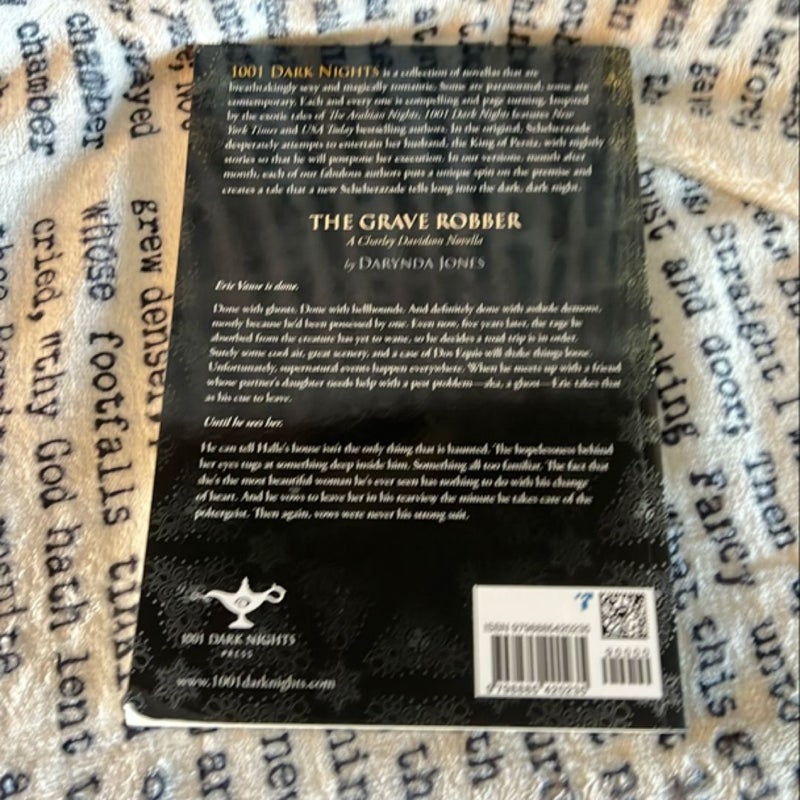 1001 DARK NIGHTS is a collection of novellas that are
breathtakingly sexy and magically romantic. Some are paranormal, some are
contemporary. Each and every one is compelling and page turning. Inspired
by the exotic tales of The Arabian Nights, 1001 Dark Nights features New
York Times and USA Today bestselling authors. In the original, Scheherazade
desperately attempts to entertain her husband, the King of Persia, with nightly
stories so that he will postpone her execution. In our versions, month after
month, each of our fabulous authors puts a unique spin on the premise and
creates a tale that a new Scheherazade tells long into the dark, dark night.
THE GRAVE ROBBER
A Charley Davidson Novella
by DARYNDA JONES
Eric Vause is done.
Done with ghosts. Done with hellhounds. And definitely done with asshole demons,
mostly because he'd been possessed by one. Even now, five years later, the rage he
absorbed from the creature has yet to wane, so he decides a road trip is in order.
Surely some cool air, great scenery, and a case of Dos Equis will shake things loose.
Unfortunately, supernatural events happen everywhere. When he meets up with a friend
whose partner's daughter needs help with a pest problem—aka, a ghost—Eric takes that
as his cue to leave.
Until he sees her.
He can tell Halle's house isn't the only thing that is haunted. The hopelessness behind
her eyes tugs at something deep inside him. Something all too familiar. The fact that
she's the most beautiful woman he's ever seen has nothing to do with his change
of heart. And he vows to leave her in his rearview the minute he takes care of the
poltergeist. Then again, vows were never his strong suit.
1001 DARK NIGHTS
PRESS
www.1001darknights.com
ISBN 9798885420235
90000
9 798885 420235
chamber
chamber
grew densely
whose footfalls
cried, "thy God hath lent
Straight I
and door;
Then
Fancy unto
what this gri